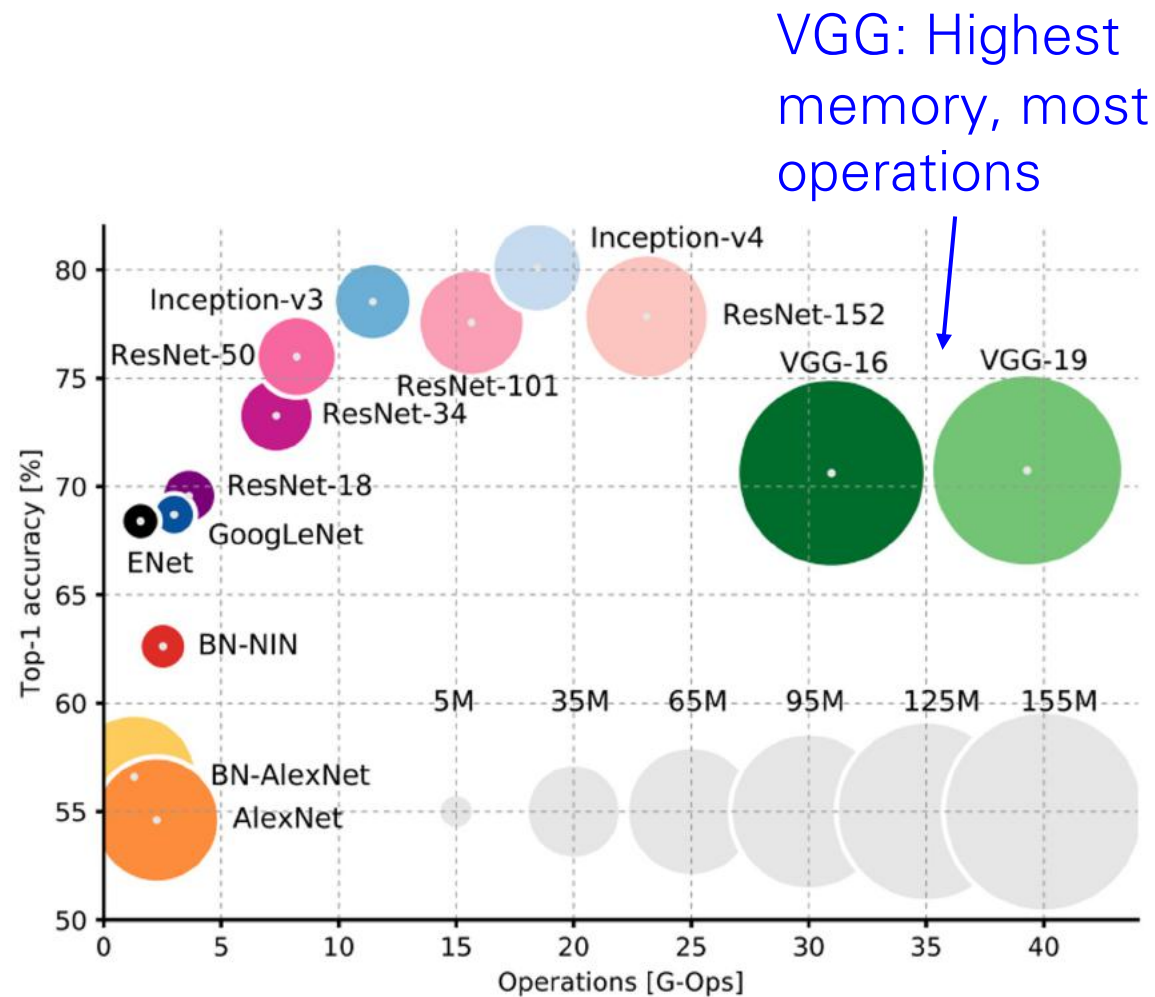 VGG: Highest
memory, most
operations
Inception-v4
80
Inception-v3
ResNet-152
ResNet-50
VGG-16
VGG-19
75
ResNet-101
ResNet-34
70
ResNet-18
GoogLeNet
ENet
65
BN-NIN
60
5M 35M 65M 95M 125M 155M
BN-AlexNet
55
AlexNet
50
Top-1 accuracy [%]
0 5 10 15 20 25 30 35 40
Operations [G-Ops]